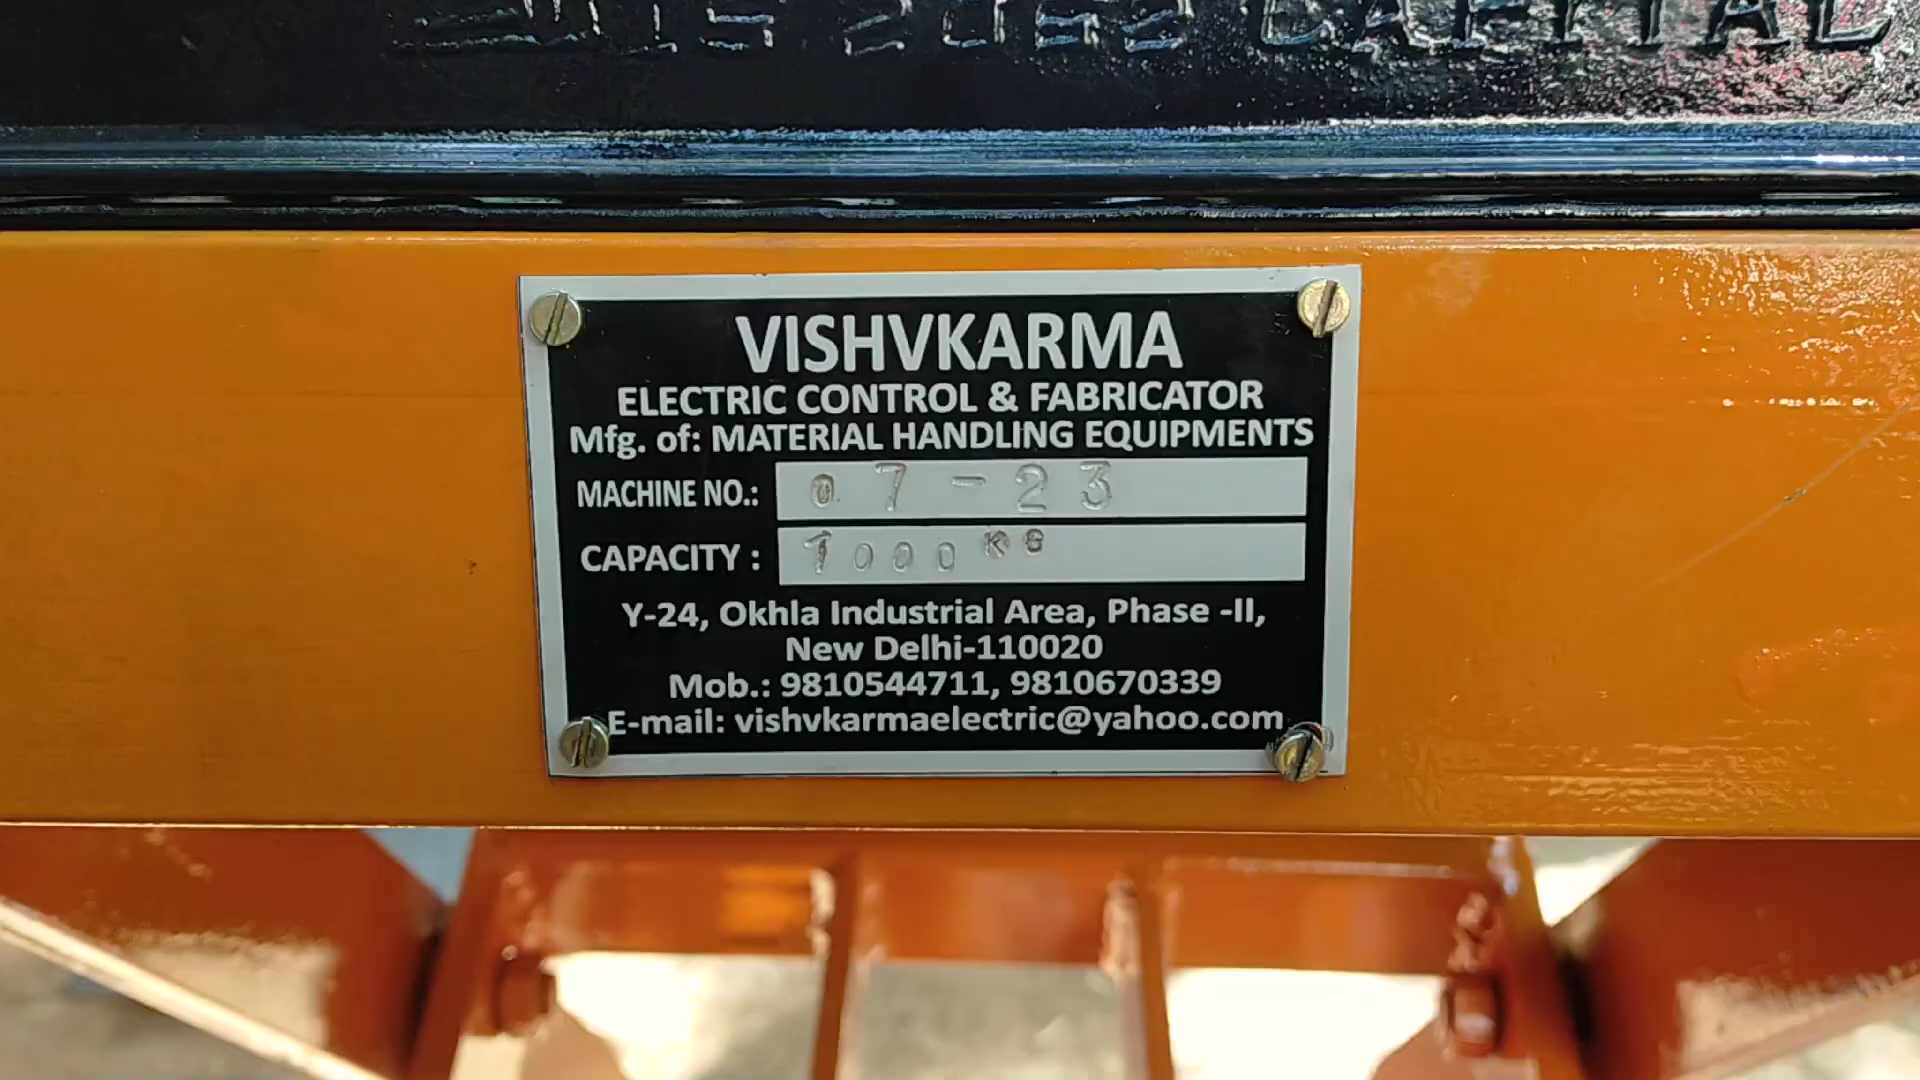 CAPITAL
VISHVKARMA
ELECTRIC CONTROL & FABRICATOR
Mfg. of: MATERIAL HANDLING EQUIPMENTS
MACHINE NO.: 07-23
CAPACITY : 1000 KG
Y-24, Okhla Industrial Area, Phase -II,
New Delhi-110020
Mob.: 9810544711, 9810670339
E-mail: vishvkarmaelectric@yahoo.com